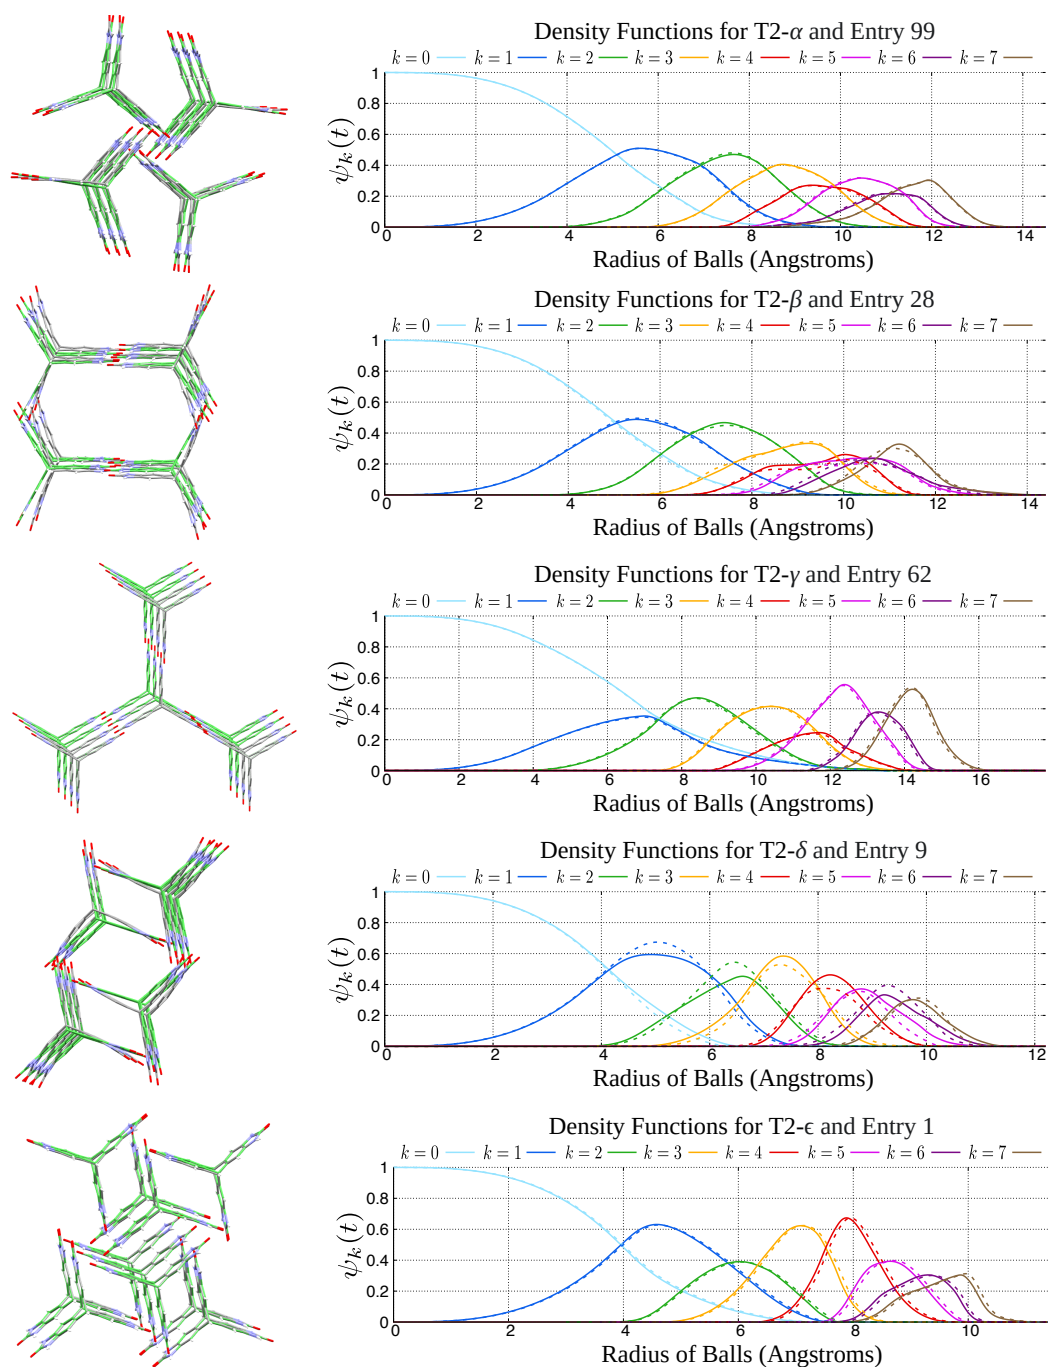 Density Functions for T2-α and Entry 99
k = 0 k = 1 k = 2 k = 3 k = 4 k = 5 k = 6 k = 7
1
0.8
0.6
0.4
0.2
0
ψk(t)
0 2 4 6 8 10 12 14
Radius of Balls (Angstroms)
Density Functions for T2-β and Entry 28
k = 0 k = 1 k = 2 k = 3 k = 4 k = 5 k = 6 k = 7
1
0.8
0.6
0.4
0.2
0
ψk(t)
0 2 4 6 8 10 12 14
Radius of Balls (Angstroms)
Density Functions for T2-γ and Entry 62
k = 0 k = 1 k = 2 k = 3 k = 4 k = 5 k = 6 k = 7
1
0.8
0.6
0.4
0.2
0
ψk(t)
0 2 4 6 8 10 12 14 16
Radius of Balls (Angstroms)
Density Functions for T2-δ and Entry 9
k = 0 k = 1 k = 2 k = 3 k = 4 k = 5 k = 6 k = 7
1
0.8
0.6
0.4
0.2
0
ψk(t)
0 2 4 6 8 10 12
Radius of Balls (Angstroms)
Density Functions for T2-ϵ and Entry 1
k = 0 k = 1 k = 2 k = 3 k = 4 k = 5 k = 6 k = 7
1
0.8
0.6
0.4
0.2
0
ψk(t)
0 2 4 6 8 10
Radius of Balls (Angstroms)